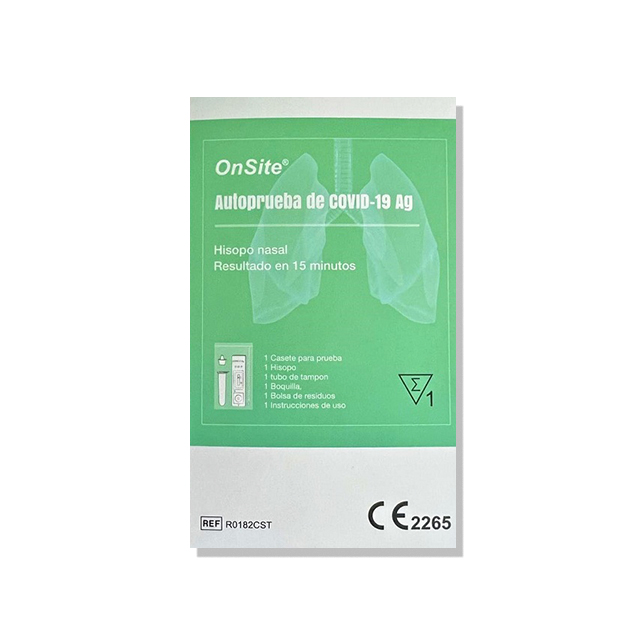 OnSite®
Autoprueba de COVID-19 Ag
Hisopo nasal
Resultado en 15 minutos
1 Casete para prueba
1 Hisopo
1 tubo de tampon
1 Boquilla,
1 Bolsa de residuos
1 Instrucciones de uso
Σ 1
REF R0182CST
CE 2265